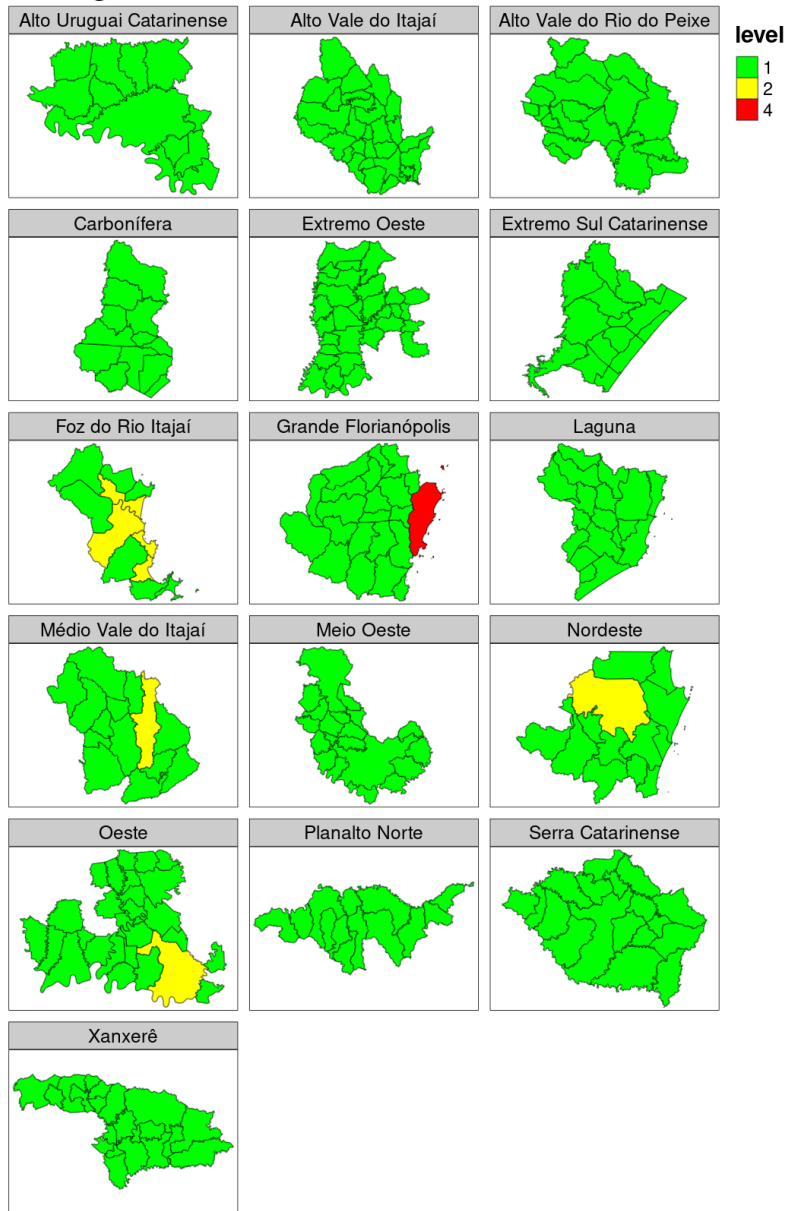 Alto Uruguai Catarinense
Alto Vale do Itajaí
Alto Vale do Rio do Peixe
level
1
2
4
Carbonífera
Extremo Oeste
Extremo Sul Catarinense
Foz do Rio Itajaí
Grande Florianópolis
Laguna
Médio Vale do Itajaí
Meio Oeste
Nordeste
Oeste
Planalto Norte
Serra Catarinense
Xanxerê